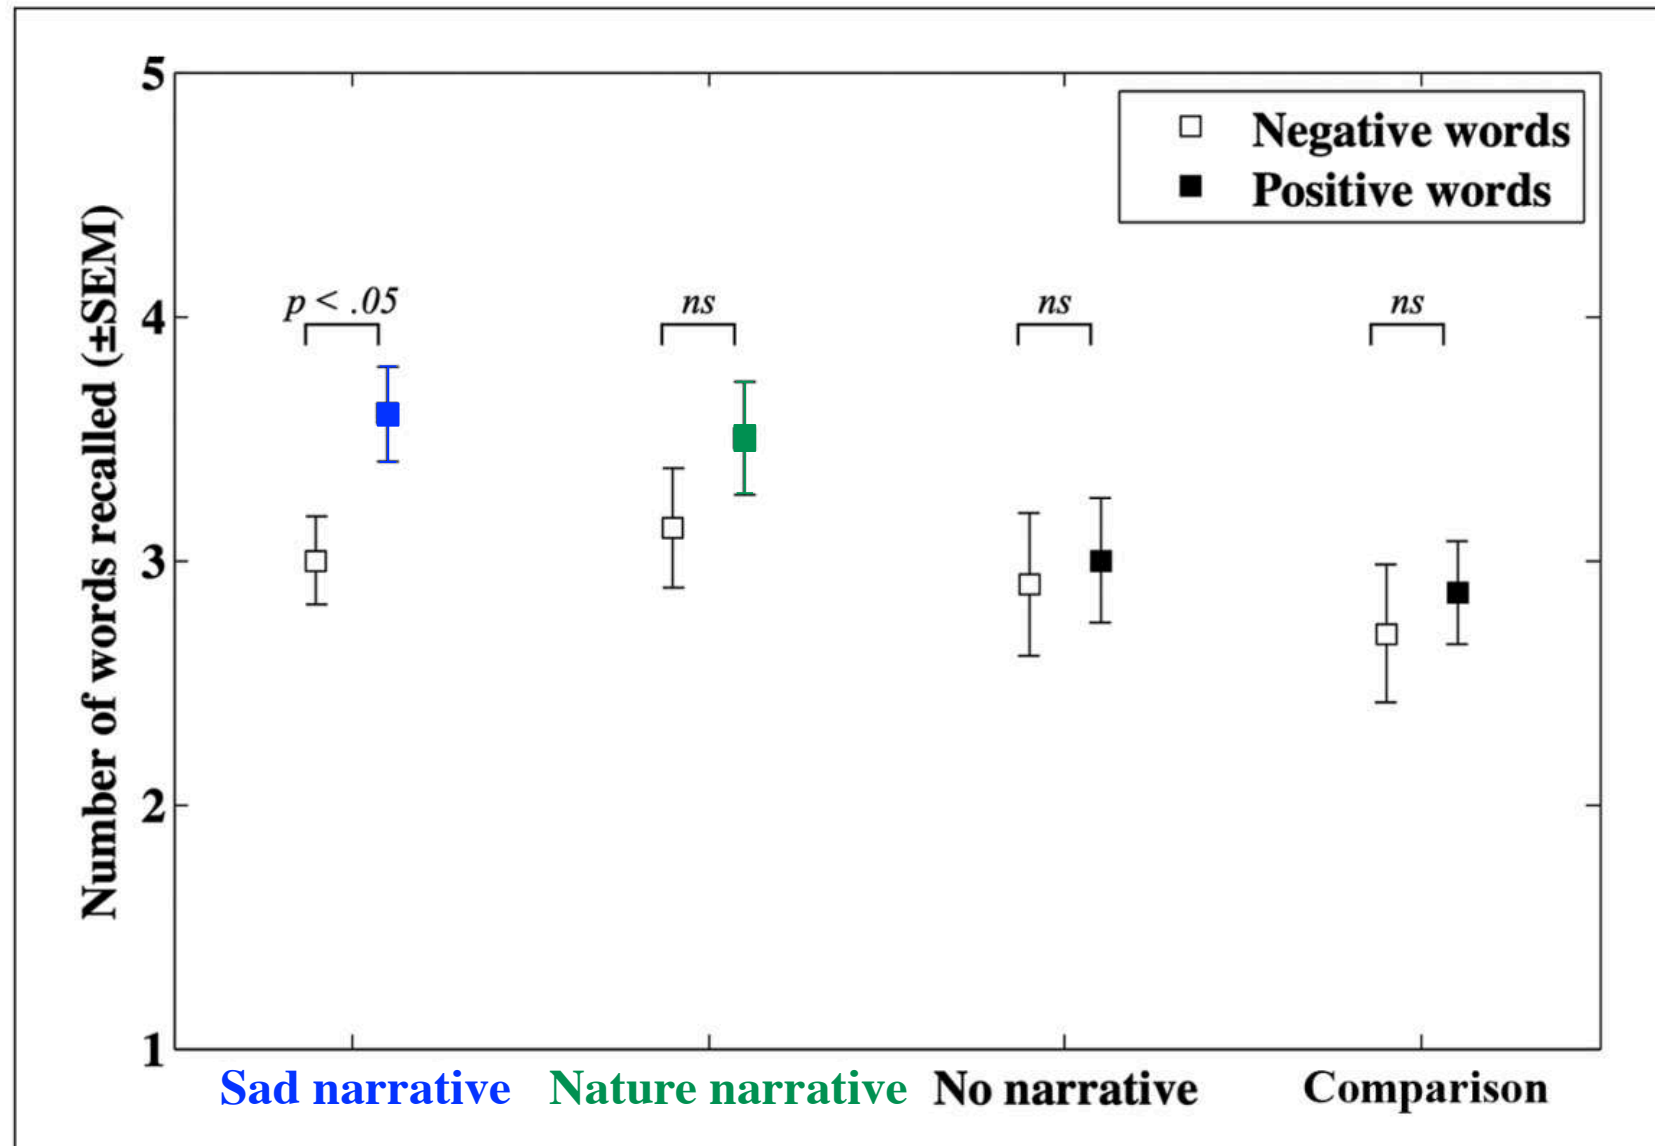 5
Negative words
Positive words
p < .05
ns
ns
ns
4
3
2
1
Number of words recalled (±SEM)
Sad narrative
Nature narrative
No narrative
Comparison